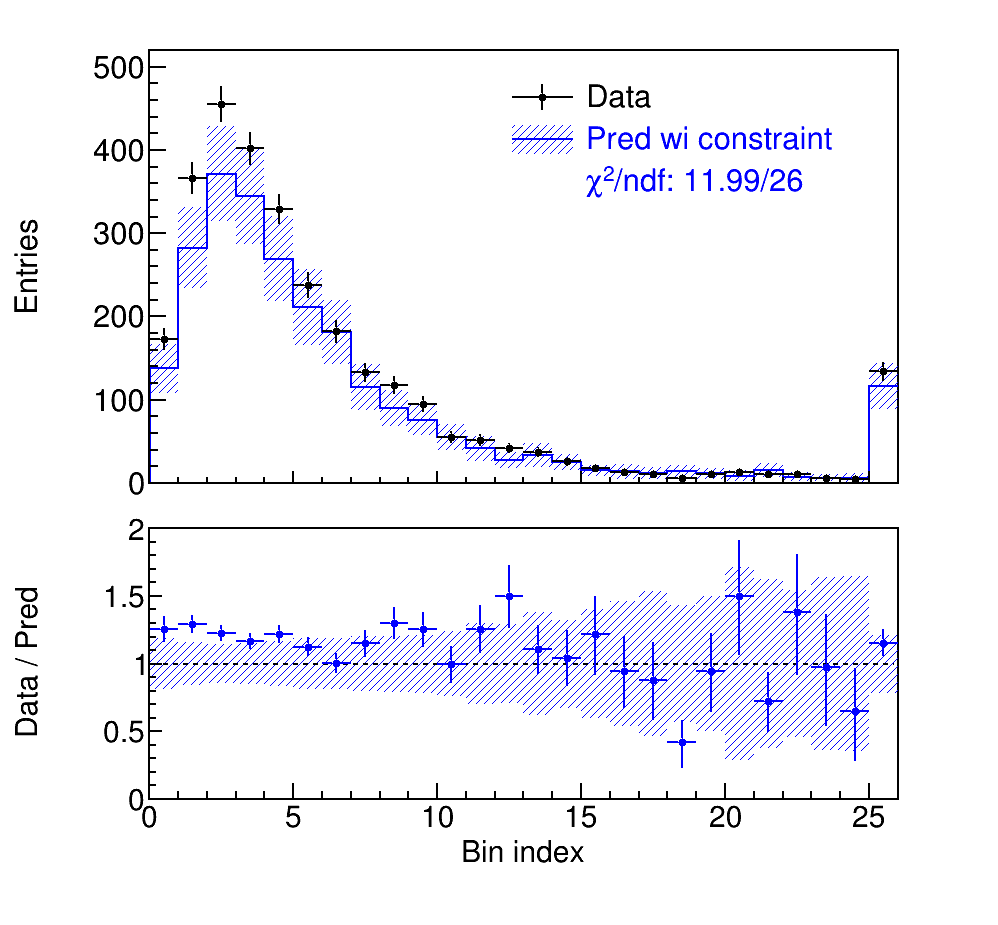 500
400
300
200
100
0
Entries
Data
Pred wi constraint
χ²/ndf: 11.99/26
2
1.5
1
0.5
0
Data / Pred
0 5 10 15 20 25
Bin index